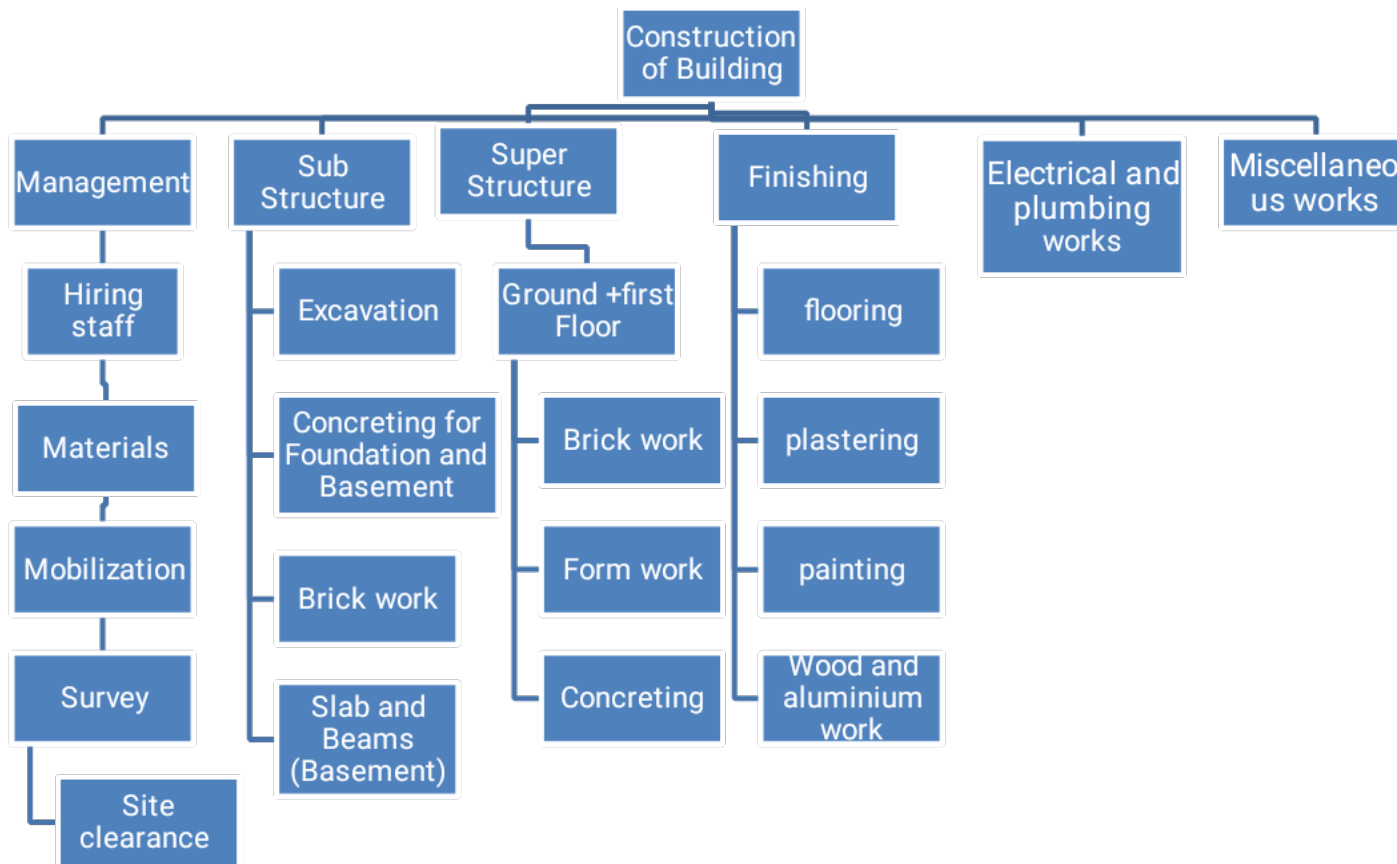 Construction
of Building
Management
Sub
Structure
Super
Structure
Finishing
Electrical and
plumbing
works
Miscellaneo
us works
Hiring
staff
Materials
Mobilization
Survey
Site
clearance
Excavation
Concreting for
Foundation and
Basement
Brick work
Slab and
Beams
(Basement)
Ground +first
Floor
Brick work
Form work
Concreting
flooring
plastering
painting
Wood and
aluminium
work